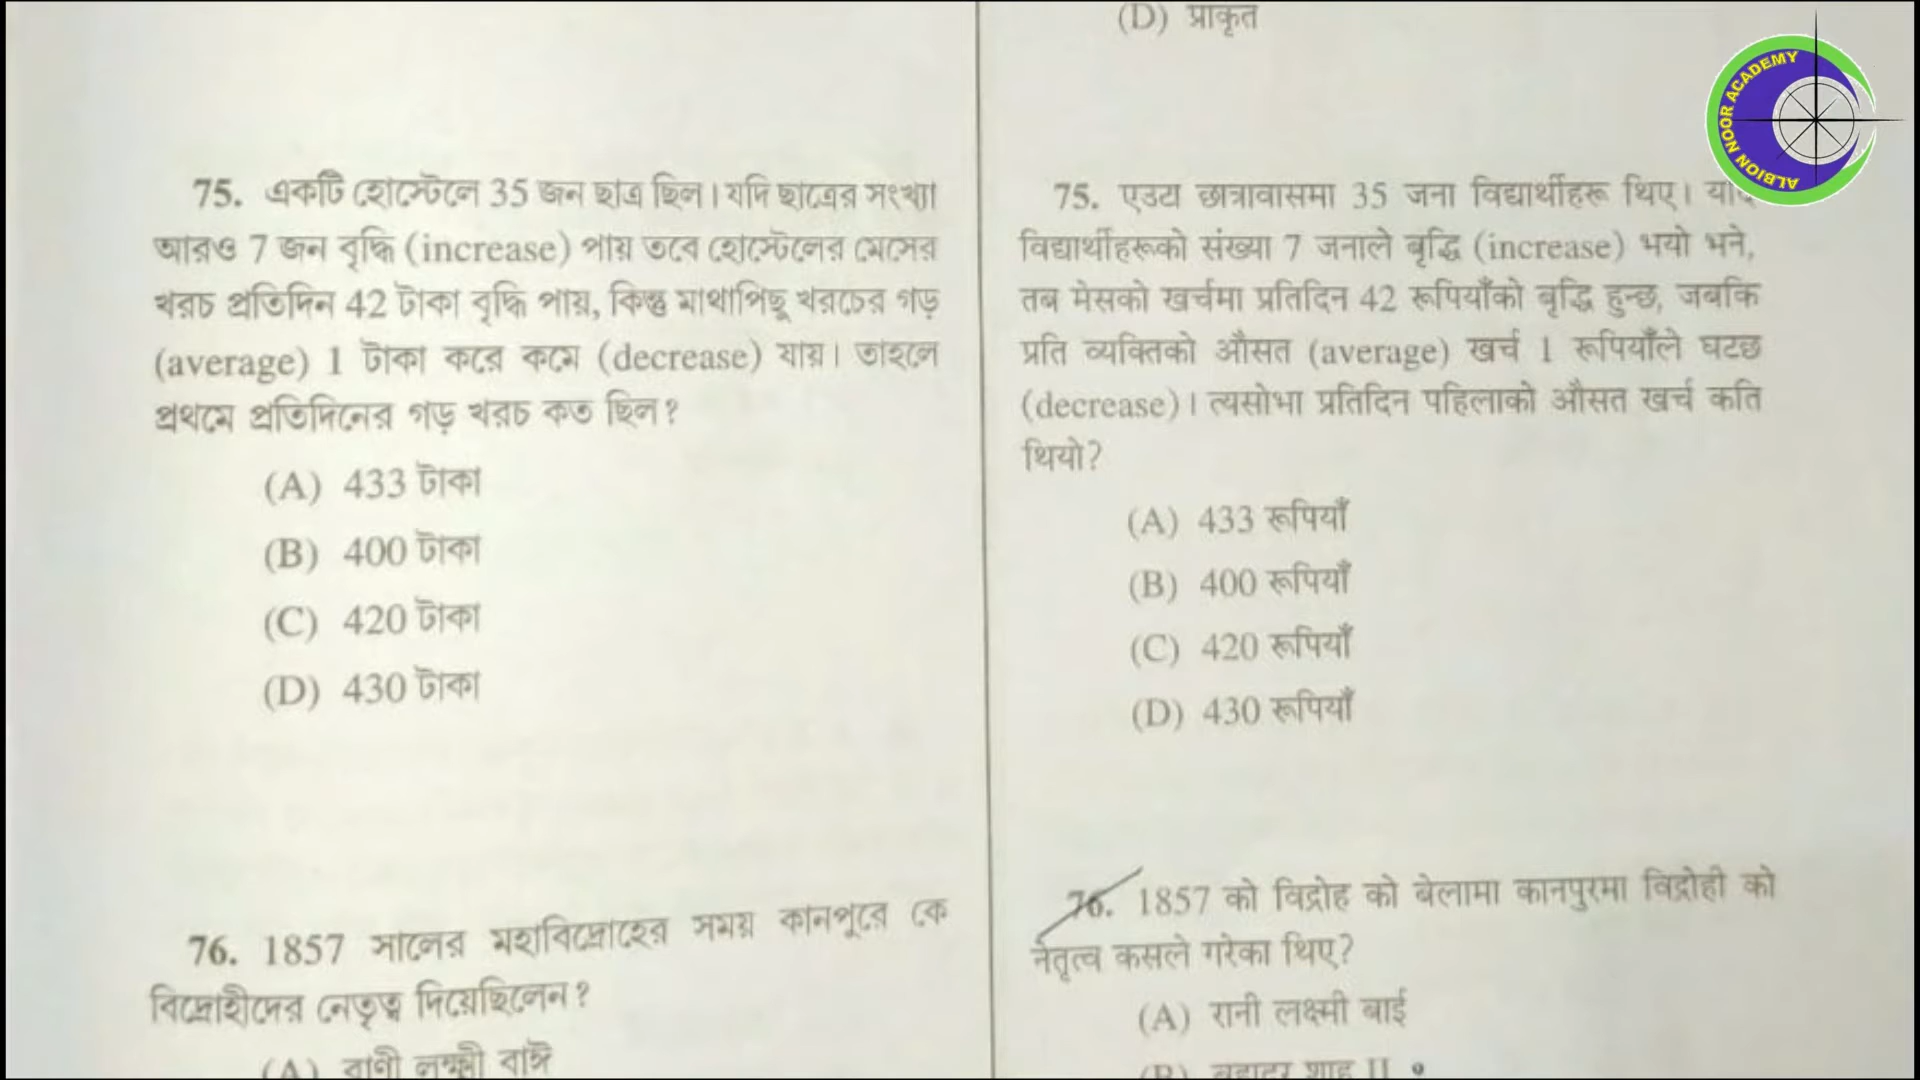 (D) प्राकृत
ALBION NOOR ACADEMY
75. একটি হোস্টেলে 35 জন ছাত্র ছিল। যদি ছাত্রের সংখ্যা
আরও 7 জন বৃদ্ধি (increase) পায় তবে হোস্টেলের মেসের
খরচ প্রতিদিন 42 টাকা বৃদ্ধি পায়, কিন্তু মাথাপিছু খরচের গড়
(average) 1 টাকা করে কমে (decrease) যায়। তাহলে
প্রথমে প্রতিদিনের গড় খরচ কত ছিল?
(A) 433 টাকা
(B) 400 টাকা
(C) 420 টাকা
(D) 430 টাকা
76. 1857 সালের মহাবিদ্রোহের সময় কানপুরে কে
বিদ্রোহীদের নেতৃত্ব দিয়েছিলেন?
(A) রাণী লক্ষ্মী বাঈ
75. एउटा छात्रावासमा 35 जना विद्यार्थीहरू थिए। 
विद्यार्थीहरूको संख्या 7 जनाले बृद्धि (increase) भयो भने,
तब मेसको खर्चमा प्रतिदिन 42 रूपियाँको बृद्धि हुन्छ, जबकि
प्रति व्यक्तिको औसत (average) खर्च 1 रूपियाँले घटछ
(decrease)। त्यसोभा प्रतिदिन पहिलाको औसत खर्च कति
थियो?
(A) 433 रूपियाँ
(B) 400 रूपियाँ
(C) 420 रूपियाँ
(D) 430 रूपियाँ
76. 1857 को विद्रोह को बेलामा कानपुरमा विद्रोही को
नेतृत्व कसले गरेका थिए?
(A) रानी लक्ष्मी बाई
(B) बहादुर शाह II